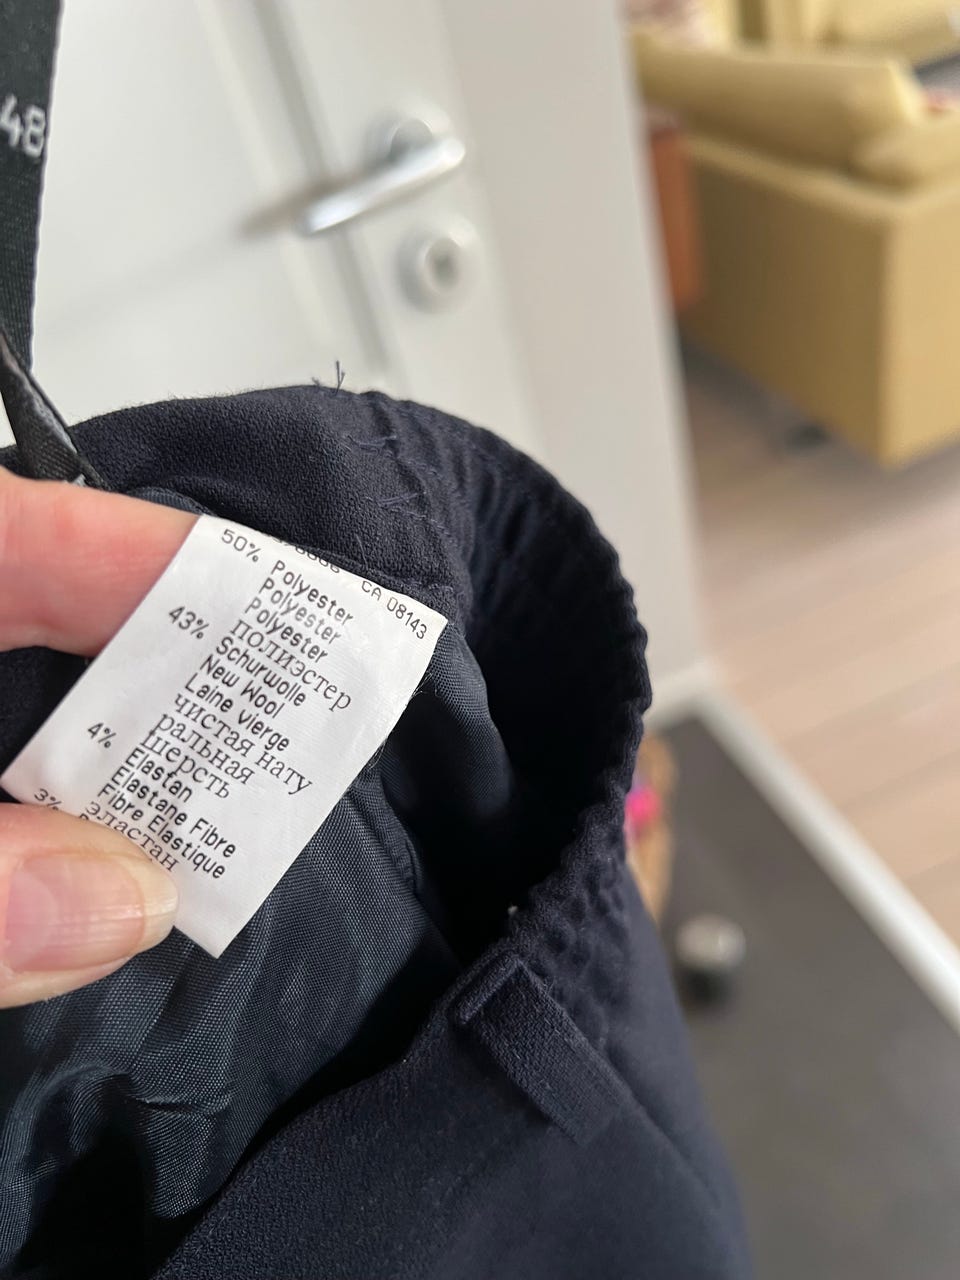 48
CA 08143
50% Polyester
Polyester
Polyester
полиэстер
43% Schurwolle
New Wool
Laine vierge
чистая нату
ральная
шерсть
4% Elastan
Elastane Fibre
Fibre Elastique
эластан
3%